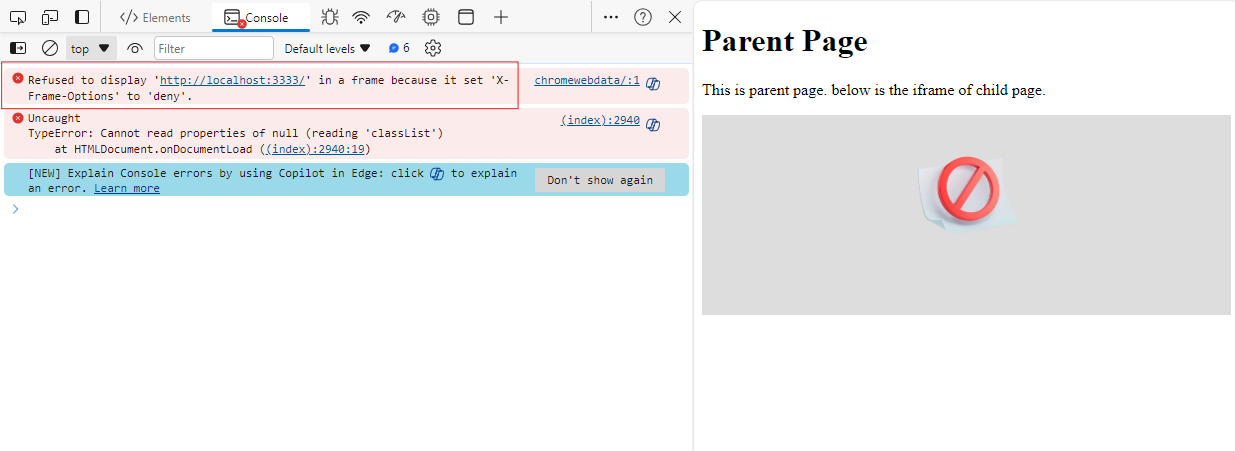 Elements
Console
top
Filter
Default levels
6
Refused to display 'http://localhost:3333/' in a frame because it set 'X-
Frame-Options' to 'deny'.
chromewebdata/:1
Uncaught
(index):2940
TypeError: Cannot read properties of null (reading 'classList')
at HTMLDocument.onDocumentLoad ((index):2940:19)
[NEW] Explain Console errors by using Copilot in Edge: click to explain
an error. Learn more
Don't show again
Parent Page
This is parent page. below is the iframe of child page.